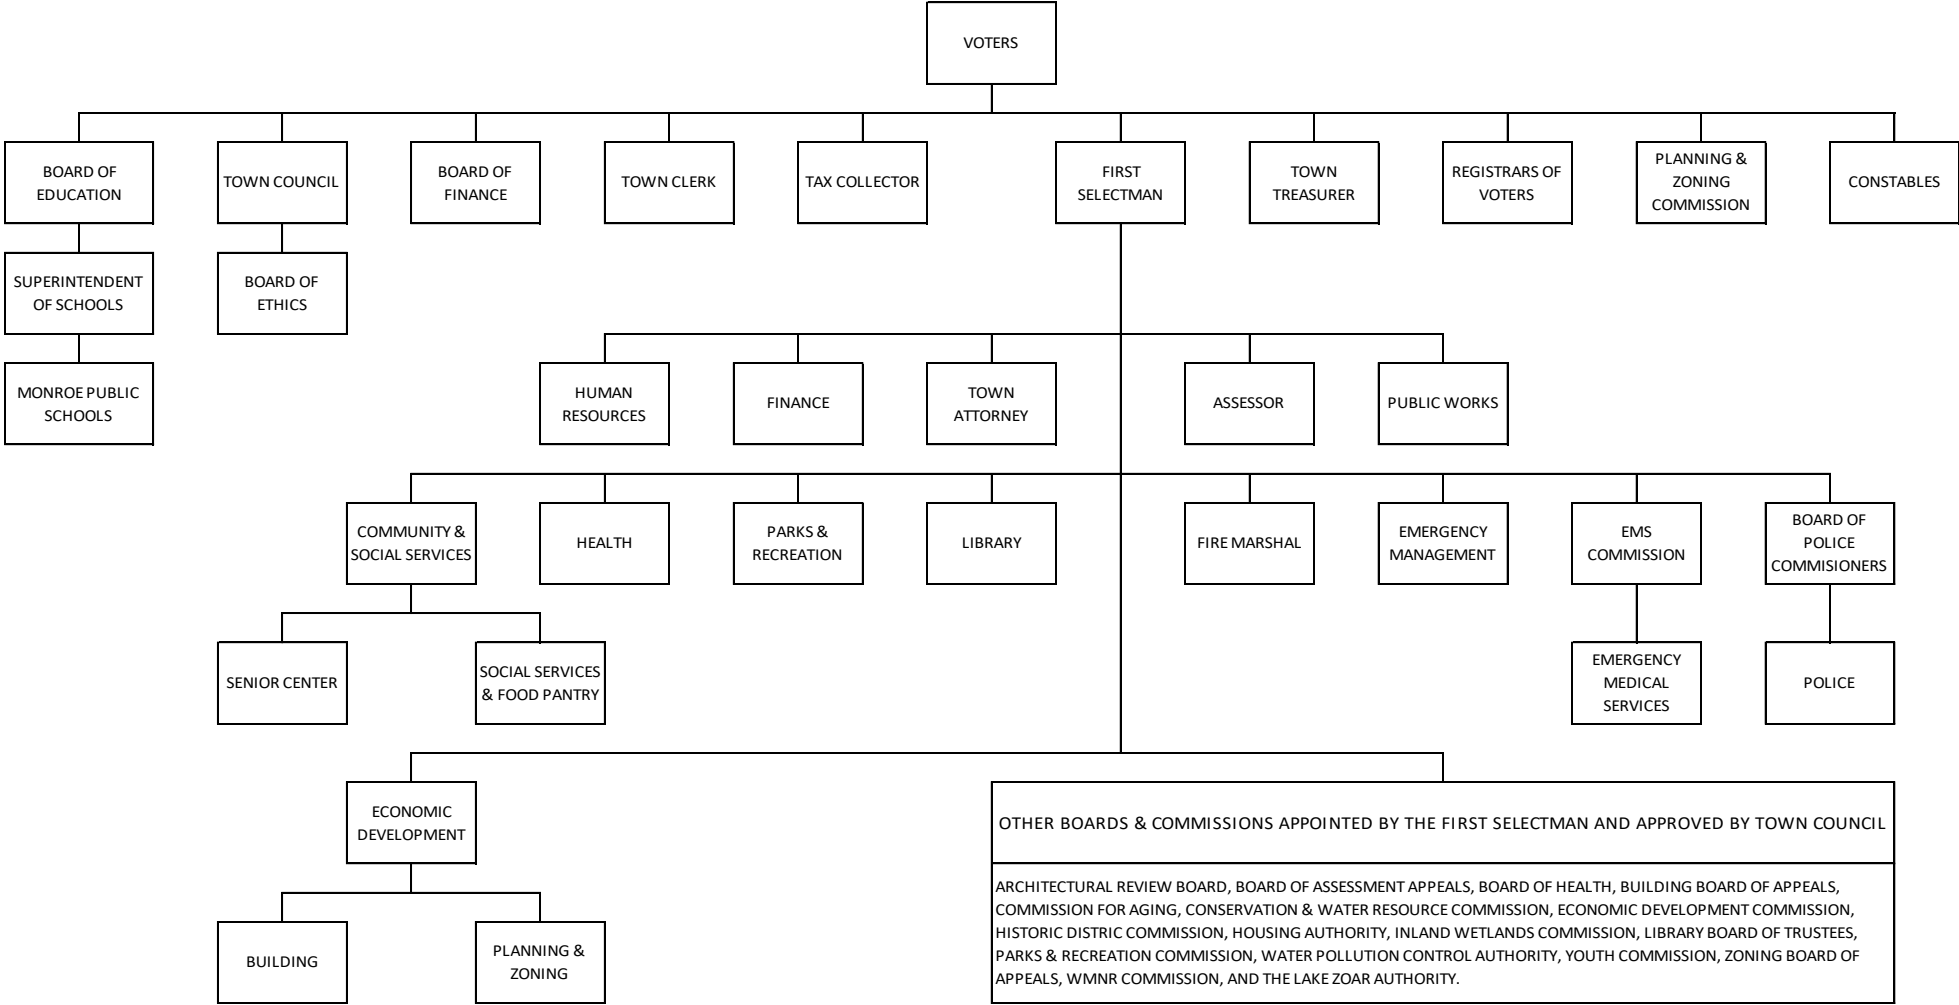 VOTERS
BOARD OF
EDUCATION
TOWN COUNCIL
BOARD OF
FINANCE
TOWN CLERK
TAX COLLECTOR
FIRST
SELECTMAN
TOWN
TREASURER
REGISTRARS OF
VOTERS
PLANNING &
ZONING
COMMISSION
CONSTABLES
SUPERINTENDENT
OF SCHOOLS
BOARD OF
ETHICS
MONROE PUBLIC
SCHOOLS
HUMAN
RESOURCES
FINANCE
TOWN
ATTORNEY
ASSESSOR
PUBLIC WORKS
COMMUNITY &
SOCIAL SERVICES
HEALTH
PARKS &
RECREATION
LIBRARY
FIRE MARSHAL
EMERGENCY
MANAGEMENT
EMS
COMMISSION
BOARD OF
POLICE
COMMISIONERS
SENIOR CENTER
SOCIAL SERVICES
& FOOD PANTRY
EMERGENCY
MEDICAL
SERVICES
POLICE
ECONOMIC
DEVELOPMENT
BUILDING
PLANNING &
ZONING
OTHER BOARDS & COMMISSIONS APPOINTED BY THE FIRST SELECTMAN AND APPROVED BY TOWN COUNCIL
ARCHITECTURAL REVIEW BOARD, BOARD OF ASSESSMENT APPEALS, BOARD OF HEALTH, BUILDING BOARD OF APPEALS,
COMMISSION FOR AGING, CONSERVATION & WATER RESOURCE COMMISSION, ECONOMIC DEVELOPMENT COMMISSION,
HISTORIC DISTRIC COMMISSION, HOUSING AUTHORITY, INLAND WETLANDS COMMISSION, LIBRARY BOARD OF TRUSTEES,
PARKS & RECREATION COMMISSION, WATER POLLUTION CONTROL AUTHORITY, YOUTH COMMISSION, ZONING BOARD OF
APPEALS, WMNR COMMISSION, AND THE LAKE ZOAR AUTHORITY.